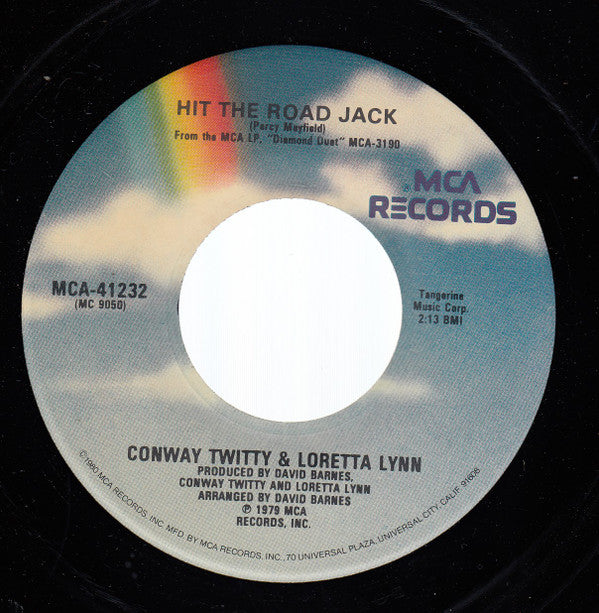 HIT THE ROAD JACK
(Percy Mayfield)
From the MCA LP, "Diamond Duet" MCA-3190
MCA
RECORDS
MCA-41232
(MC 9050)
Tangerine
Music Corp.
2:13 BMI
CONWAY TWITTY & LORETTA LYNN
PRODUCED BY DAVID BARNES,
CONWAY TWITTY AND LORETTA LYNN
ARRANGED BY DAVID BARNES
℗ 1979 MCA
RECORDS, INC.
©1980 MCA RECORDS, INC. MFD. BY MCA RECORDS, INC., 70 UNIVERSAL PLAZA, UNIVERSAL CITY, CALIF. 91608